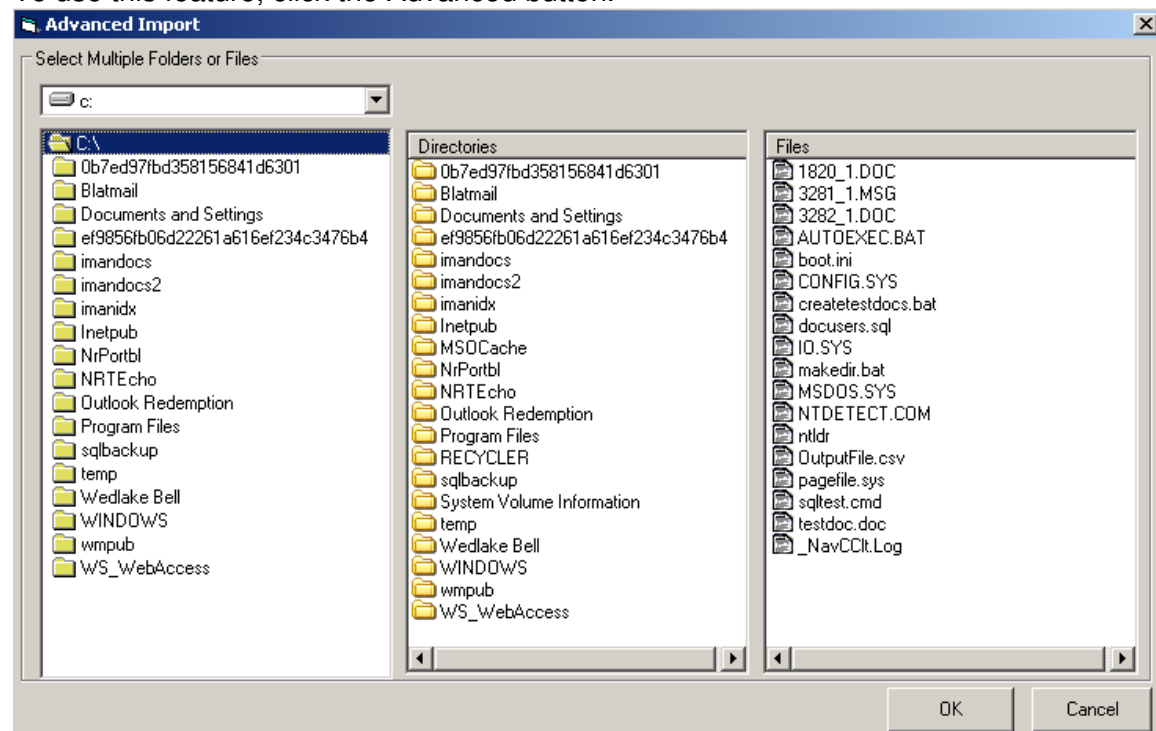 To use this feature, click the Advanced button.
Advanced Import
Select Multiple Folders or Files
c:
C:\
0b7ed97fbd358156841d6301
Blatmail
Documents and Settings
ef9856fb06d22261a616ef234c3476b4
imandocs
imandocs2
imanidx
Inetpub
NrPortbl
NRTEcho
Outlook Redemption
Program Files
sqlbackup
temp
Wedlake Bell
WINDOWS
wmpub
WS_WebAccess
Directories
0b7ed97fbd358156841d6301
Blatmail
Documents and Settings
ef9856fb06d22261a616ef234c3476b4
imandocs
imandocs2
imanidx
Inetpub
MSOCache
NrPortbl
NRTEcho
Outlook Redemption
Program Files
RECYCLER
sqlbackup
System Volume Information
temp
Wedlake Bell
WINDOWS
wmpub
WS_WebAccess
Files
1820_1.DOC
3281_1.MSG
3282_1.DOC
AUTOEXEC.BAT
boot.ini
CONFIG.SYS
createtestdocs.bat
docusers.sql
IO.SYS
makedir.bat
MSDOS.SYS
NTDETECT.COM
ntldr
OutputFile.csv
pagefile.sys
sqltest.cmd
testdoc.doc
_NavCClt.Log
OK
Cancel